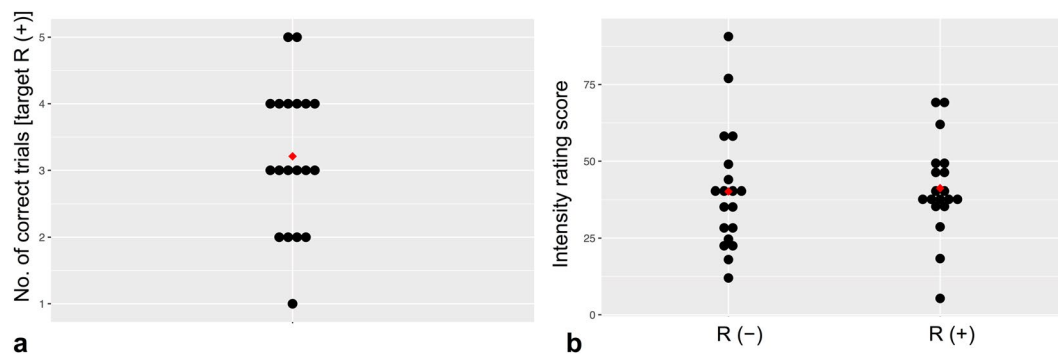 No. of correct trials [target R (+)]
5
4
3
2
1
a
Intensity rating score
75
50
25
0
R (−)
R (+)
b